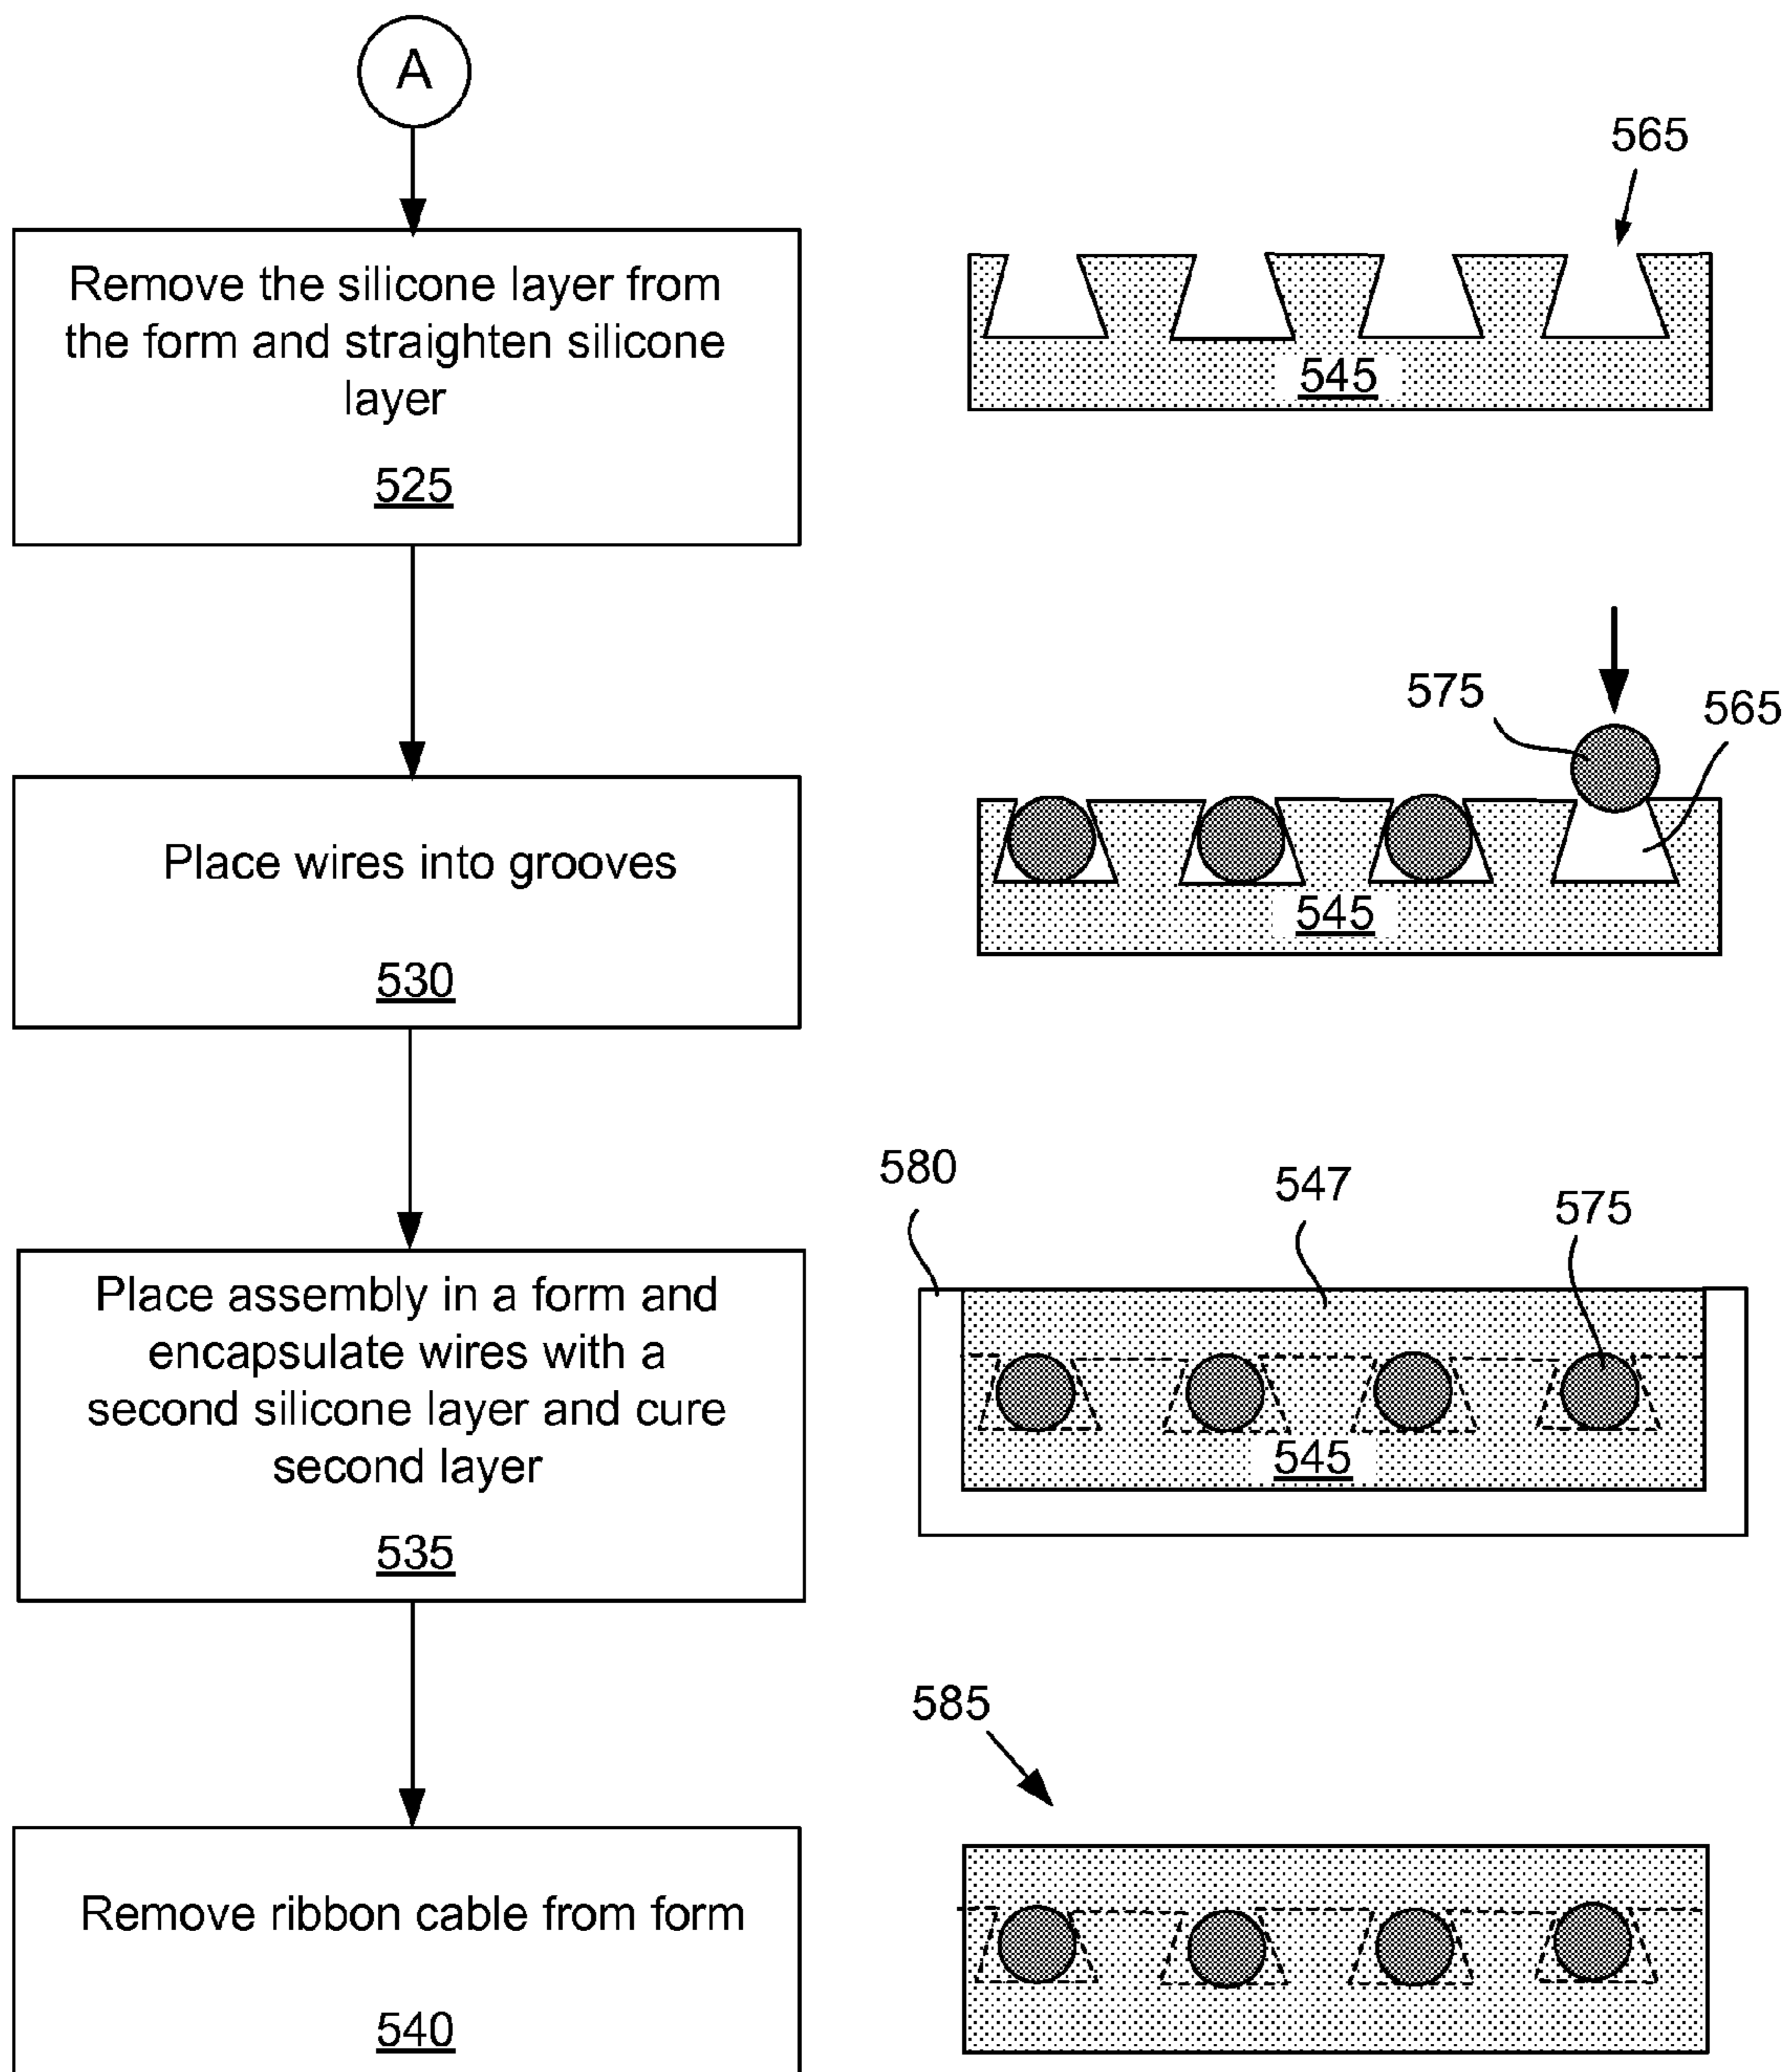 A
Remove the silicone layer from
the form and straighten silicone
layer
525
565
545
Place wires into grooves
530
575
565
545
Place assembly in a form and
encapsulate wires with a
second silicone layer and cure
second layer
535
580
547
575
545
Remove ribbon cable from form
540
585